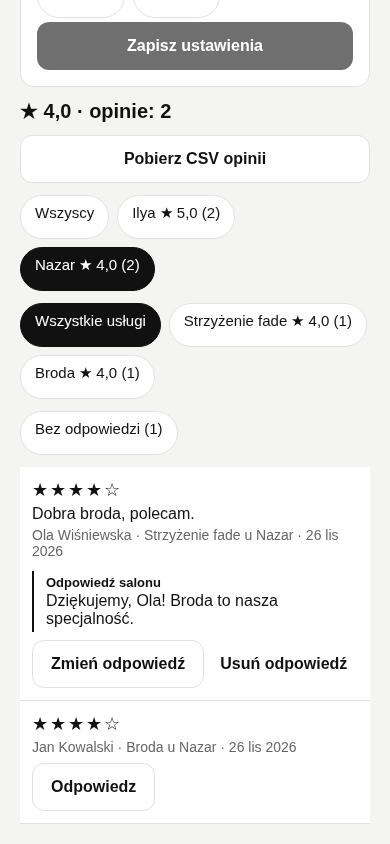 Zapisz ustawienia
★ 4,0 · opinie: 2
Pobierz CSV opinii
Wszyscy
Ilya ★ 5,0 (2)
Nazar ★ 4,0 (2)
Wszystkie usługi
Strzyżenie fade ★ 4,0 (1)
Broda ★ 4,0 (1)
Bez odpowiedzi (1)
★★★★☆
Dobra broda, polecam.
Ola Wiśniewska · Strzyżenie fade u Nazar · 26 lis
2026
Odpowiedź salonu
Dziękujemy, Ola! Broda to nasza
specjalność.
Zmień odpowiedź
Usuń odpowiedź
★★★★☆
Jan Kowalski · Broda u Nazar · 26 lis 2026
Odpowiedz